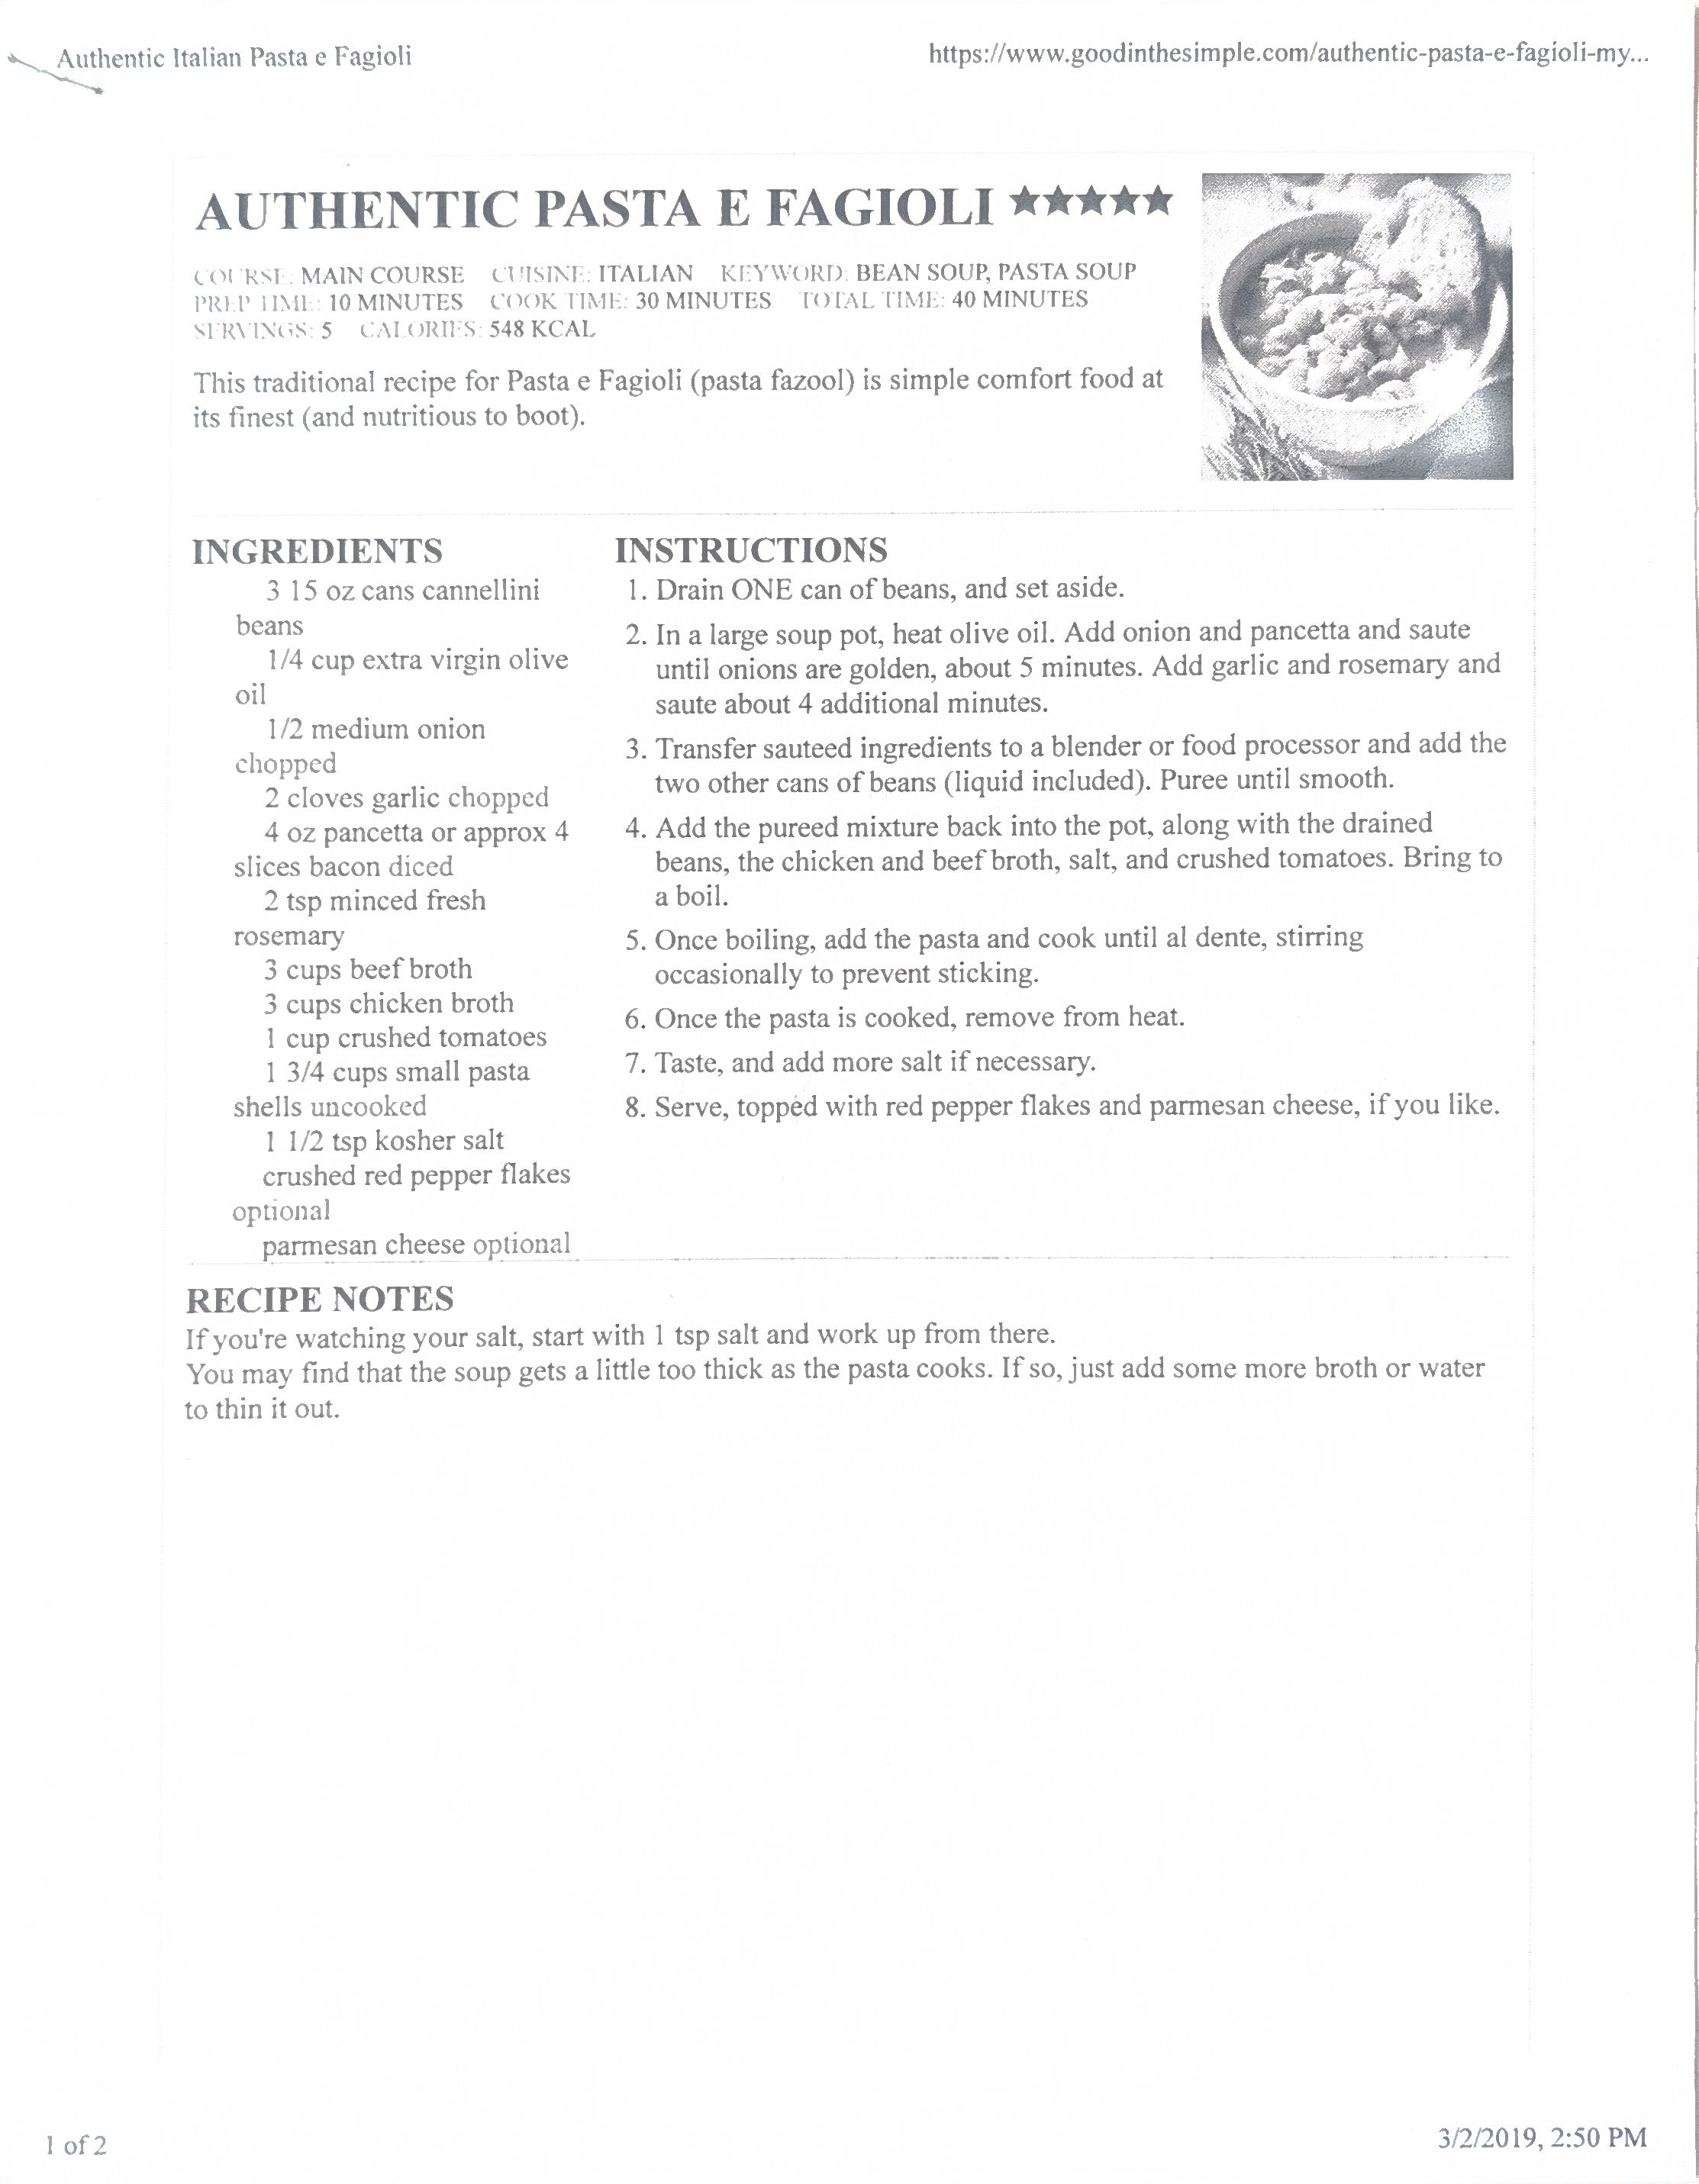 Authentic Italian Pasta e Fagioli
https://www.goodinthesimple.com/authentic-pasta-e-fagioli-my...
AUTHENTIC PASTA E FAGIOLI ★★★★★
COURSE: MAIN COURSE CUISINE: ITALIAN KEYWORD: BEAN SOUP, PASTA SOUP
PREP TIME: 10 MINUTES COOK TIME: 30 MINUTES TOTAL TIME: 40 MINUTES
SERVINGS: 5 CALORIES: 548 KCAL
This traditional recipe for Pasta e Fagioli (pasta fazool) is simple comfort food at
its finest (and nutritious to boot).
INGREDIENTS
3 15 oz cans cannellini
beans
1/4 cup extra virgin olive
oil
1/2 medium onion
chopped
2 cloves garlic chopped
4 oz pancetta or approx 4
slices bacon diced
2 tsp minced fresh
rosemary
3 cups beef broth
3 cups chicken broth
1 cup crushed tomatoes
1 3/4 cups small pasta
shells uncooked
1 1/2 tsp kosher salt
crushed red pepper flakes
optional
parmesan cheese optional
INSTRUCTIONS
1. Drain ONE can of beans, and set aside.
2. In a large soup pot, heat olive oil. Add onion and pancetta and saute
until onions are golden, about 5 minutes. Add garlic and rosemary and
saute about 4 additional minutes.
3. Transfer sauteed ingredients to a blender or food processor and add the
two other cans of beans (liquid included). Puree until smooth.
4. Add the pureed mixture back into the pot, along with the drained
beans, the chicken and beef broth, salt, and crushed tomatoes. Bring to
a boil.
5. Once boiling, add the pasta and cook until al dente, stirring
occasionally to prevent sticking.
6. Once the pasta is cooked, remove from heat.
7. Taste, and add more salt if necessary.
8. Serve, topped with red pepper flakes and parmesan cheese, if you like.
RECIPE NOTES
If you're watching your salt, start with 1 tsp salt and work up from there.
You may find that the soup gets a little too thick as the pasta cooks. If so, just add some more broth or water
to thin it out.
1 of 2
3/2/2019, 2:50 PM